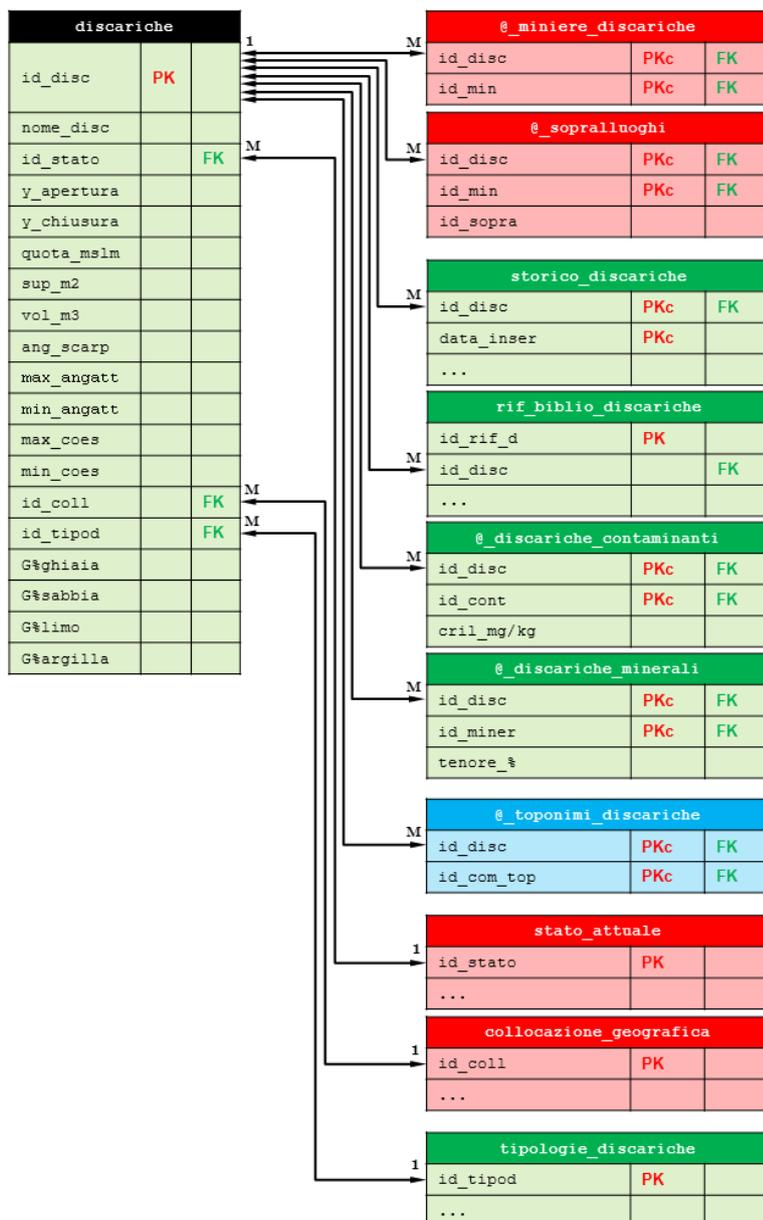 discariche
id_disc PK
nome_disc
id_stato FK
y_apertura
y_chiusura
quota_mslm
sup_m2
vol_m3
ang_scarp
max_angatt
min_angatt
max_coes
min_coes
id_coll FK
id_tipod FK
G%ghiaia
G%sabbia
G%limo
G%argilla
1
M
M
M
M
M
M
M
M
M
M
1
1
1
@_miniere_discariche
id_disc PKc FK
id_min PKc FK
@_sopralluoghi
id_disc PKc FK
id_min PKc FK
id_sopra
storico_discariche
id_disc PKc FK
data_inser PKc
...
rif_biblio_discariche
id_rif_d PK
id_disc FK
...
@_discariche_contaminanti
id_disc PKc FK
id_cont PKc FK
cril_mg/kg
@_discariche_minerali
id_disc PKc FK
id_miner PKc FK
tenore_%
@_toponimi_discariche
id_disc PKc FK
id_com_top PKc FK
stato_attuale
id_stato PK
...
collocazione_geografica
id_coll PK
...
tipologie_discariche
id_tipod PK
...